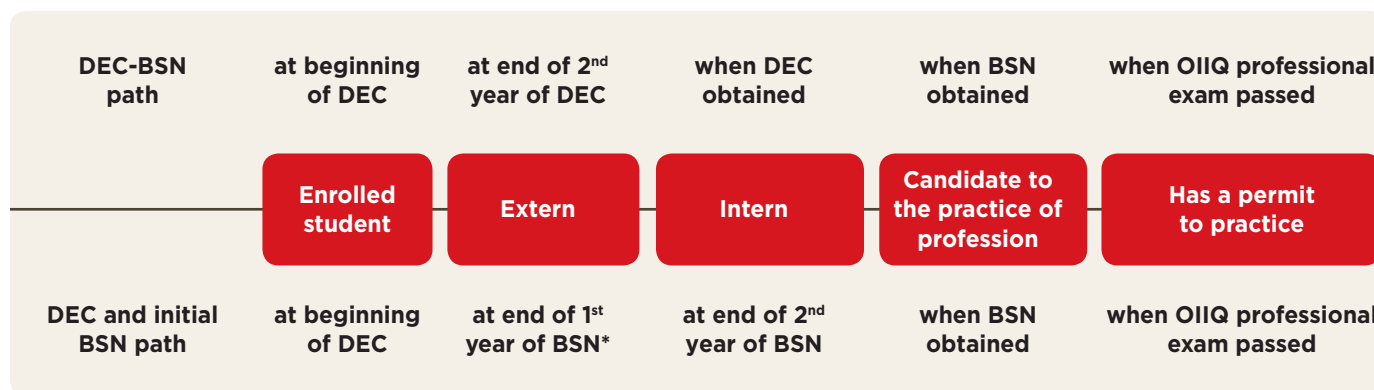 DEC-BSN
path
at beginning
of DEC
at end of 2nd
year of DEC
when DEC
obtained
when BSN
obtained
when OIIQ professional
exam passed
Enrolled
student
Extern
Intern
Candidate to
the practice of
profession
Has a permit
to practice
DEC and initial
BSN path
at beginning
of DEC
at end of 1st
year of BSN*
at end of 2nd
year of BSN
when BSN
obtained
when OIIQ professional
exam passed